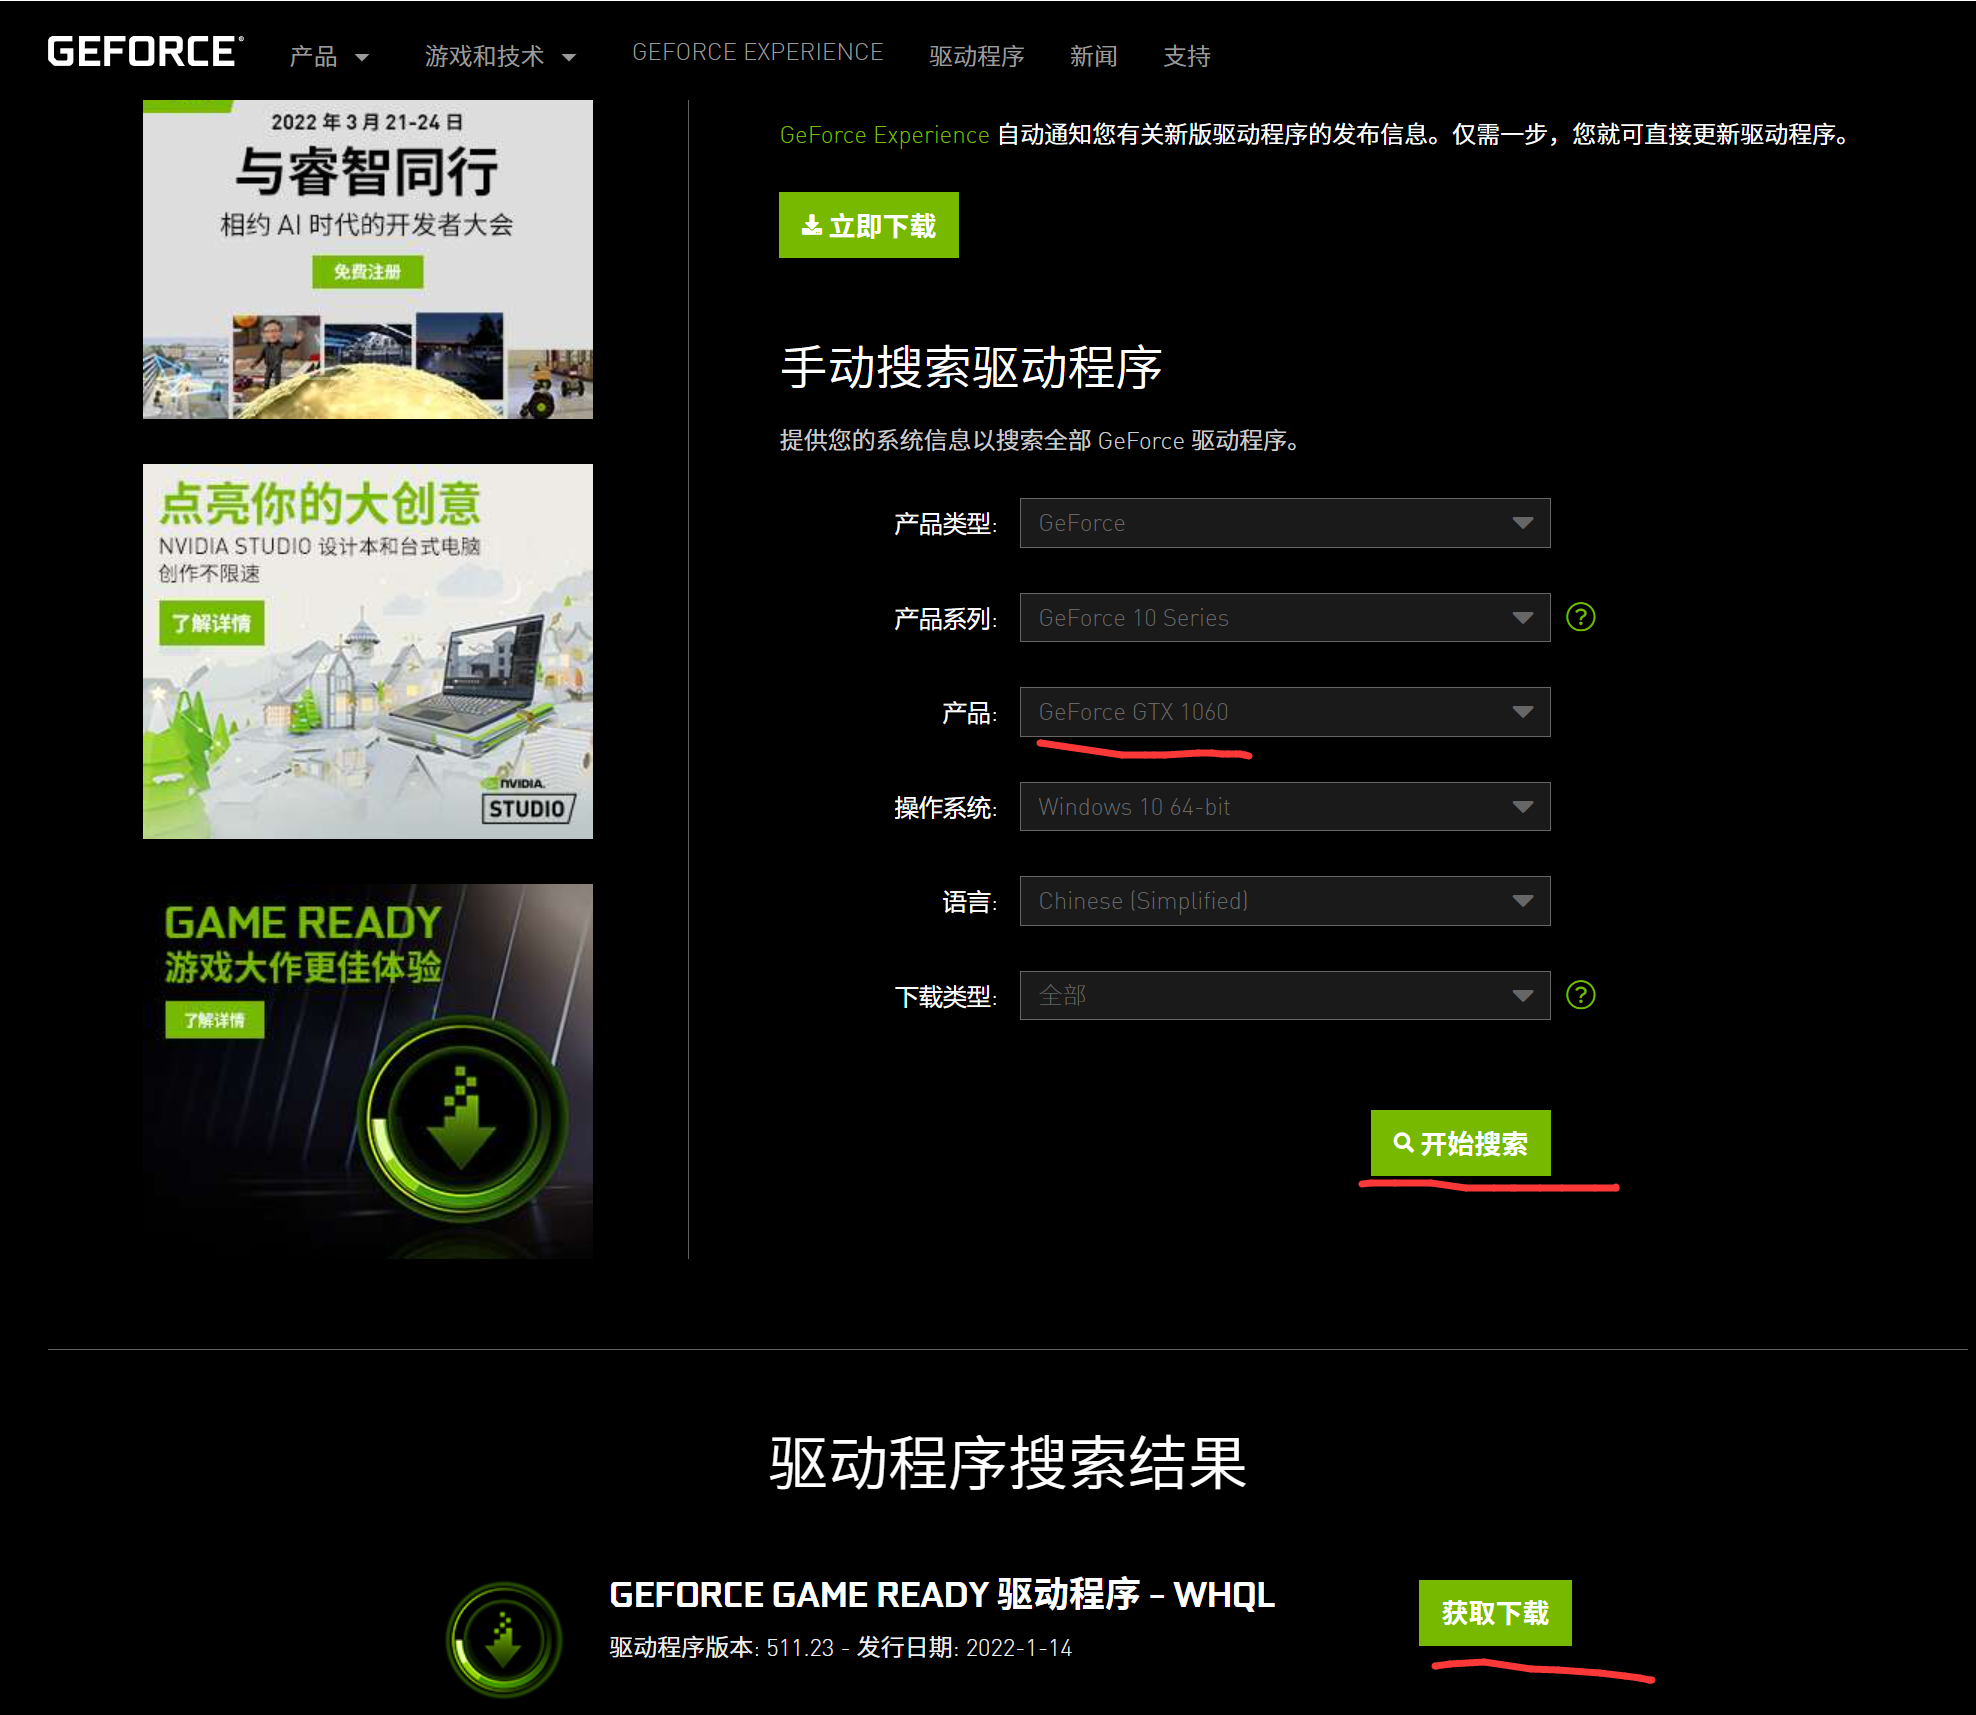 GEFORCE 产品 游戏和技术 GEFORCE EXPERIENCE 驱动程序 新闻 支持
2022 年 3 月 21-24 日
与睿智同行
相约 AI 时代的开发者大会
免费注册
点亮你的大创意
NVIDIA STUDIO 设计本和台式电脑
创作不限速
了解详情
NVIDIA.
STUDIO
GAME READY
游戏大作更佳体验
了解详情
GeForce Experience 自动通知您有关新版驱动程序的发布信息。仅需一步，您就可直接更新驱动程序。
立即下载
手动搜索驱动程序
提供您的系统信息以搜索全部 GeForce 驱动程序。
产品类型: GeForce
产品系列: GeForce 10 Series ?
产品: GeForce GTX 1060
操作系统: Windows 10 64-bit
语言: Chinese (Simplified)
下载类型: 全部 ?
开始搜索
驱动程序搜索结果
GEFORCE GAME READY 驱动程序 – WHQL
驱动程序版本: 511.23 - 发行日期: 2022-1-14
获取下载